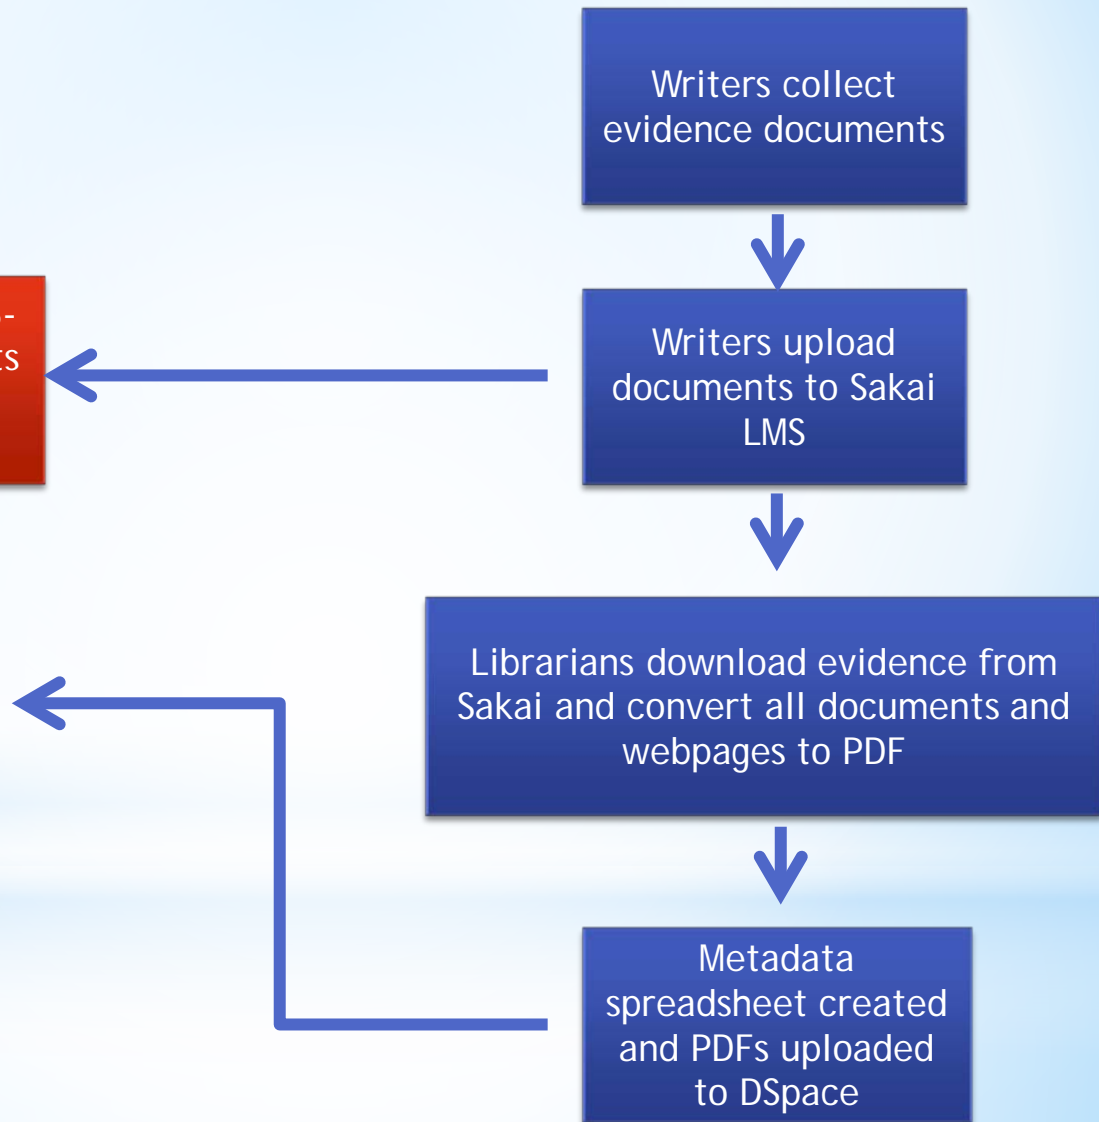 Writers collect
evidence documents
Writers upload
documents to Sakai
LMS
Librarians download evidence from
Sakai and convert all documents and
webpages to PDF
Metadata
spreadsheet created
and PDFs uploaded
to DSpace